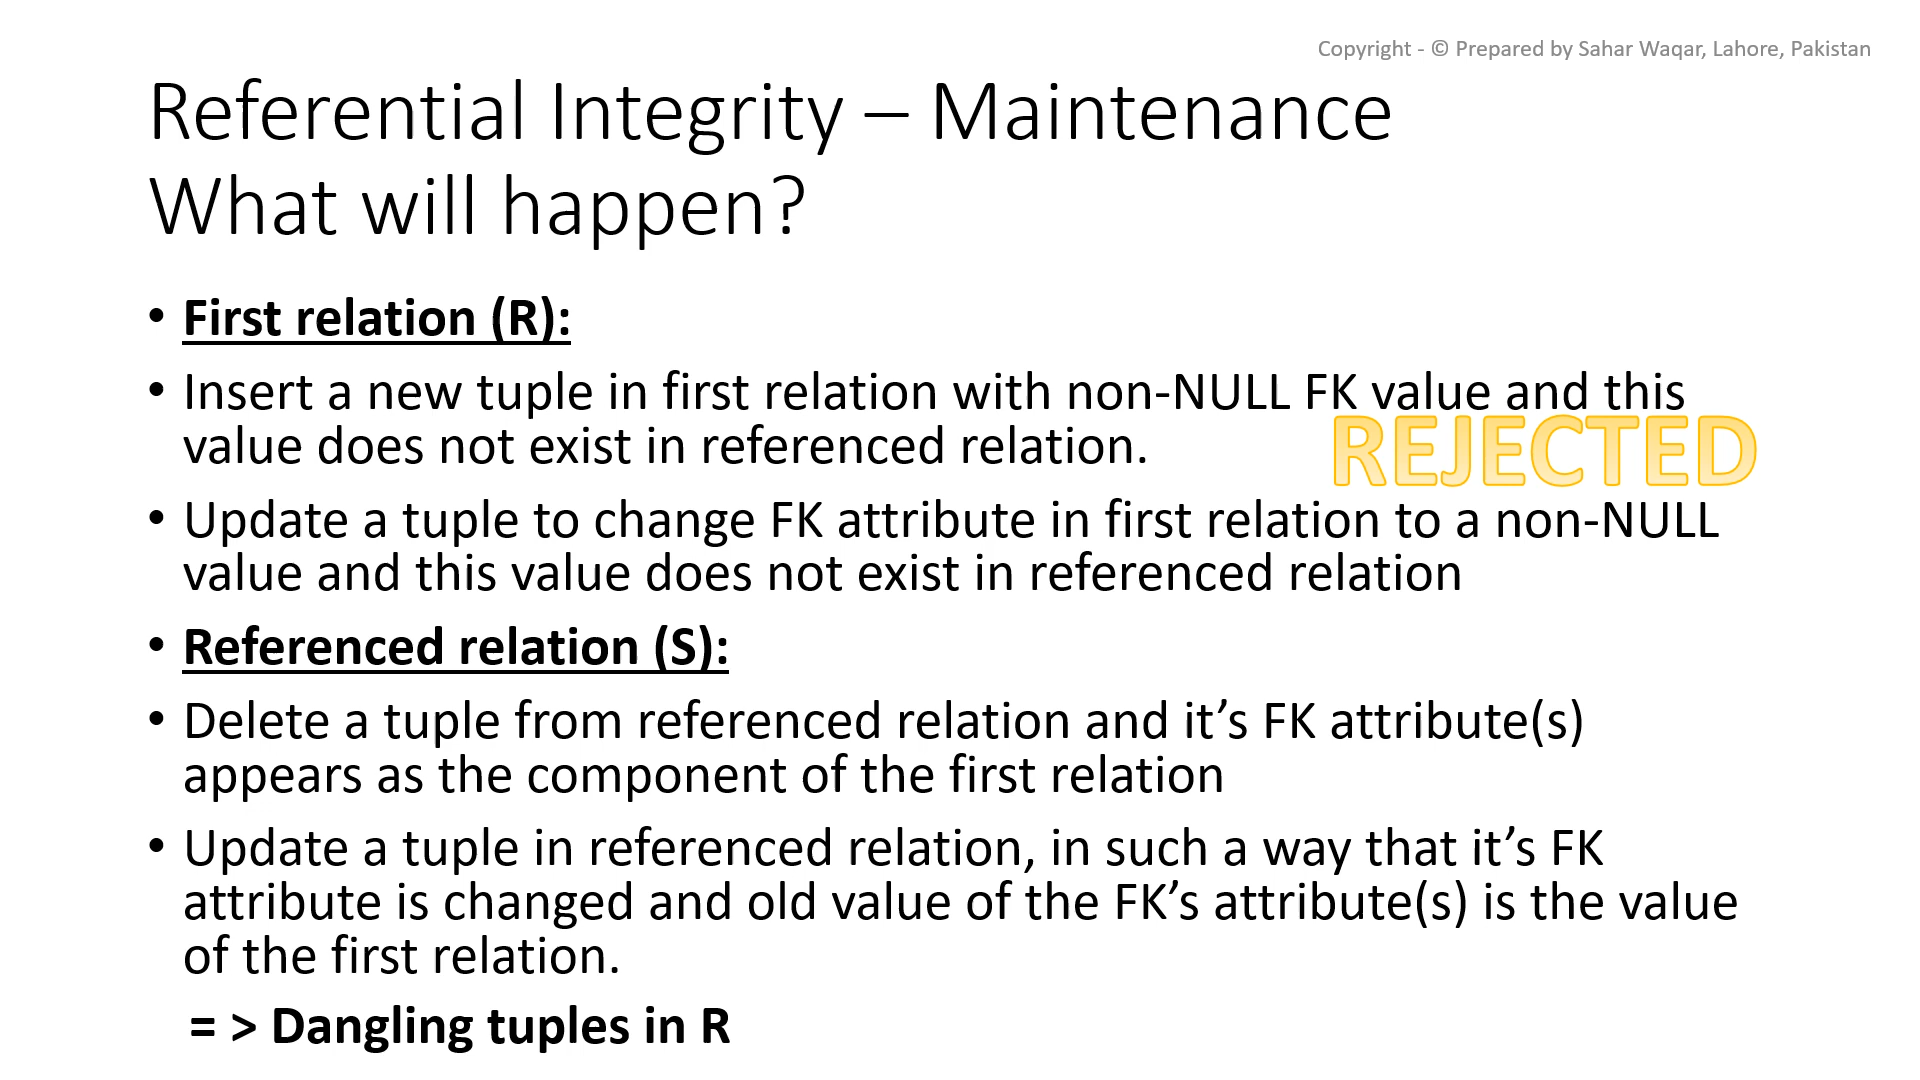 Copyright - © Prepared by Sahar Waqar, Lahore, Pakistan
Referential Integrity – Maintenance
What will happen?
• First relation (R):
• Insert a new tuple in first relation with non-NULL FK value and this
value does not exist in referenced relation.
REJECTED
• Update a tuple to change FK attribute in first relation to a non-NULL
value and this value does not exist in referenced relation
• Referenced relation (S):
• Delete a tuple from referenced relation and it’s FK attribute(s)
appears as the component of the first relation
• Update a tuple in referenced relation, in such a way that it’s FK
attribute is changed and old value of the FK’s attribute(s) is the value
of the first relation.
= > Dangling tuples in R